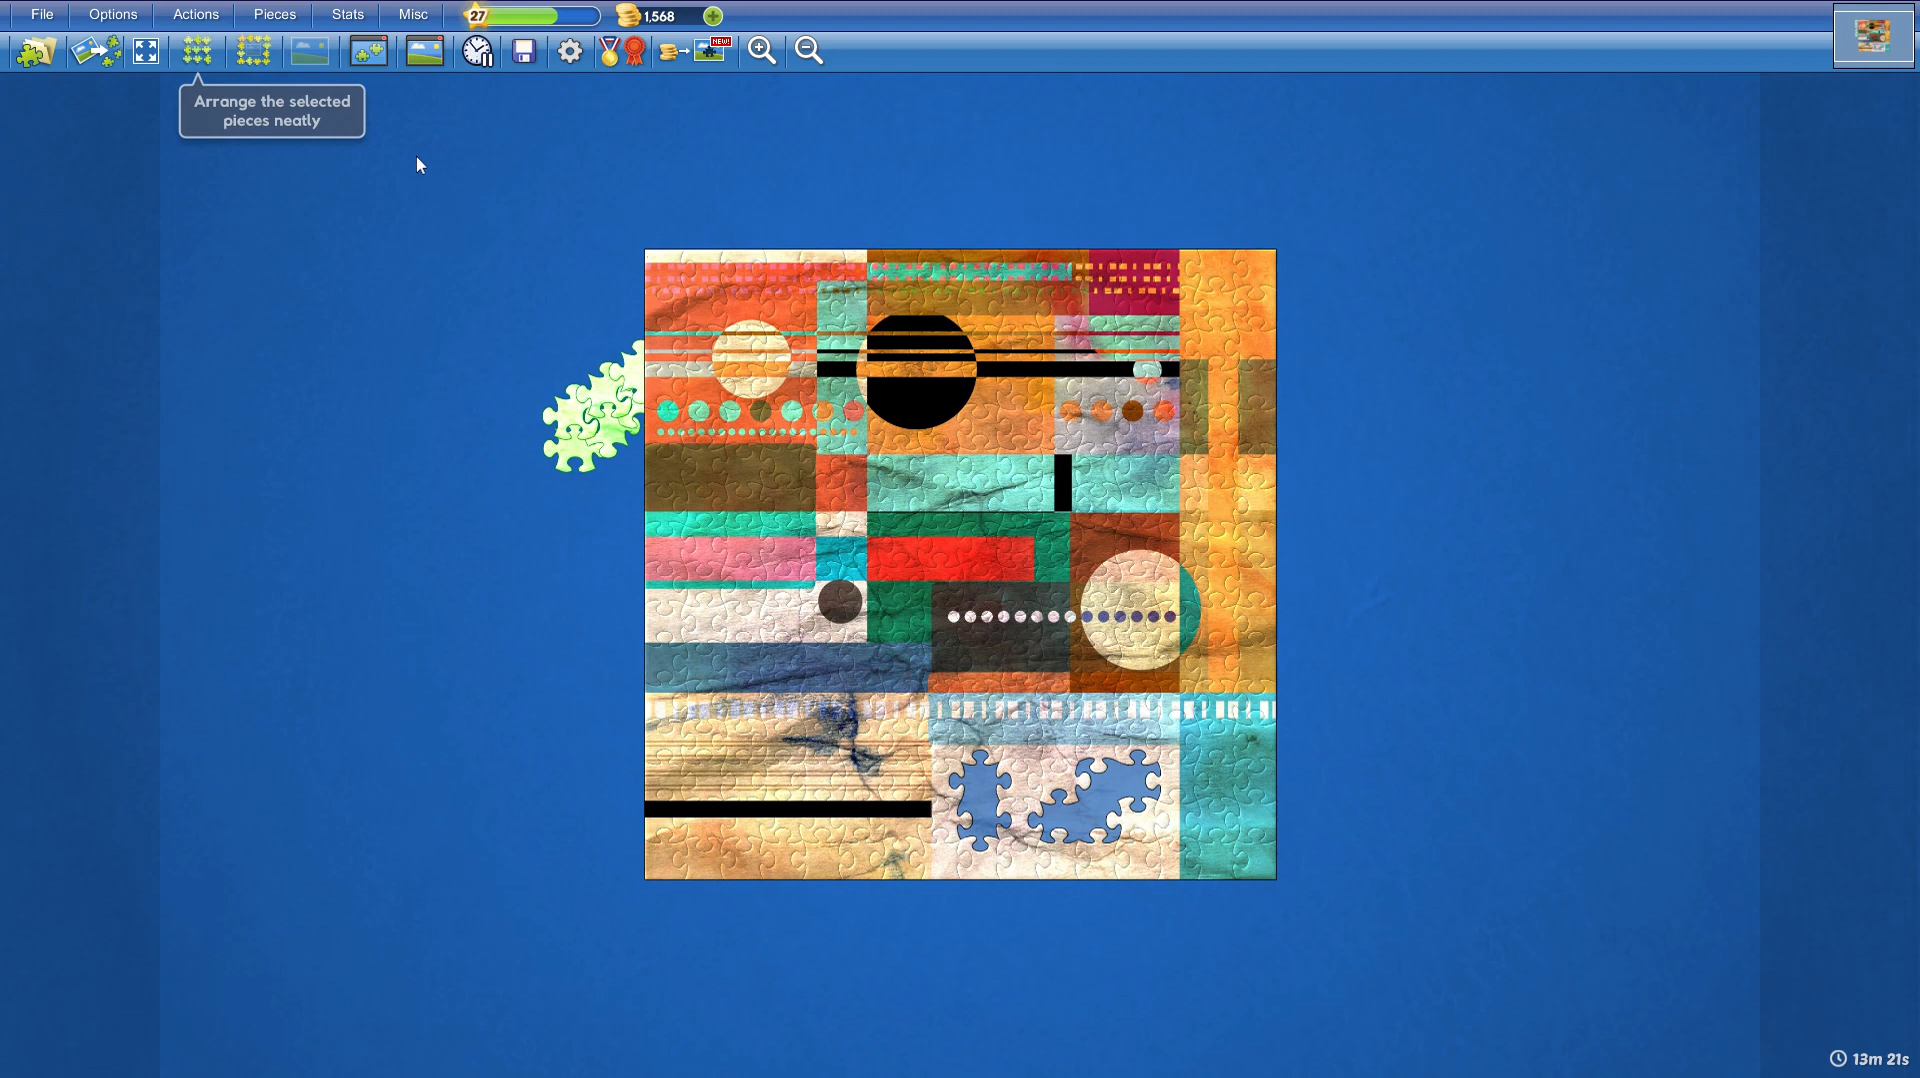 File Options Actions Pieces Stats Misc 27 1,568
NEW!
Arrange the selected
pieces neatly
13m 21s